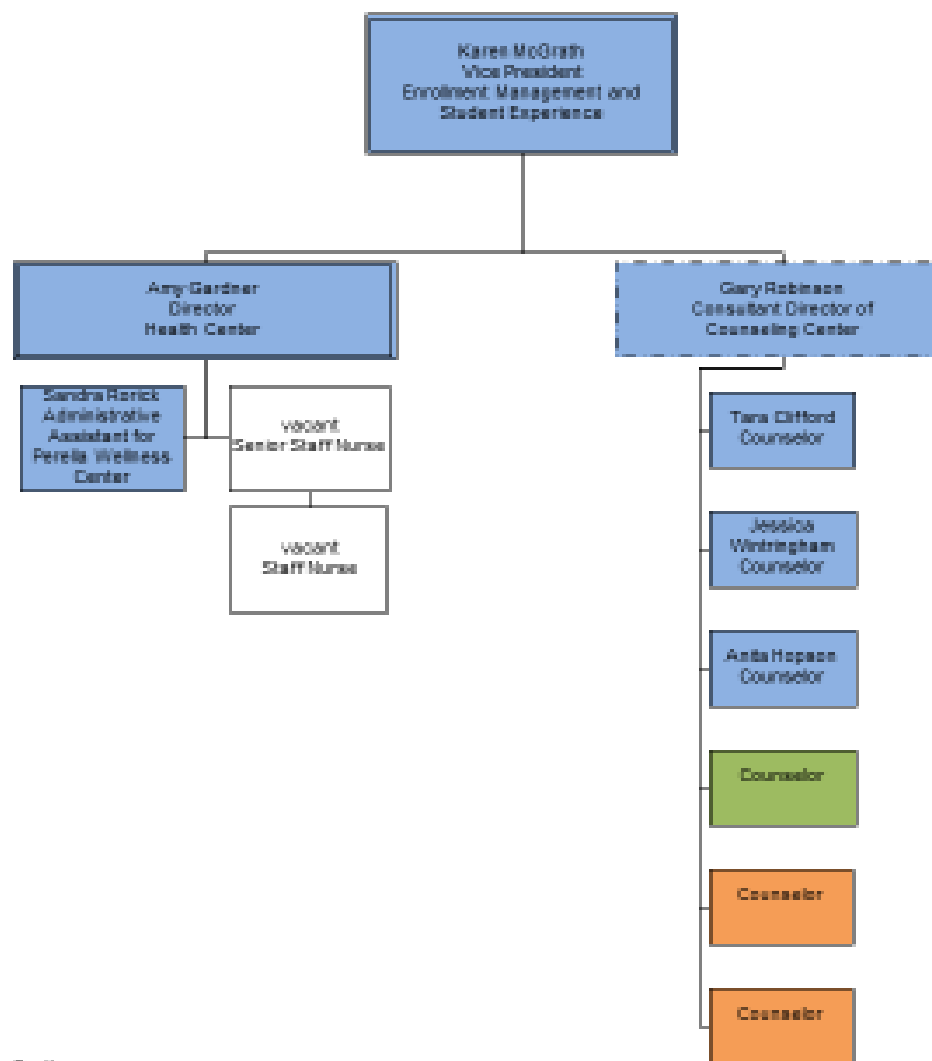 Karen McGrath
Vice President
Enrollment Management and
Student Experience
Amy Gardner
Director
Health Center
Gary Robinson
Consultant Director of
Counseling Center
Sandra Rorick
Administrative
Assistant for
Perella Wellness
Center
vacant
Senior Staff Nurse
vacant
Staff Nurse
Tara Clifford
Counselor
Jessica
Wintringham
Counselor
Anita Hopson
Counselor
Counselor
Counselor
Counselor